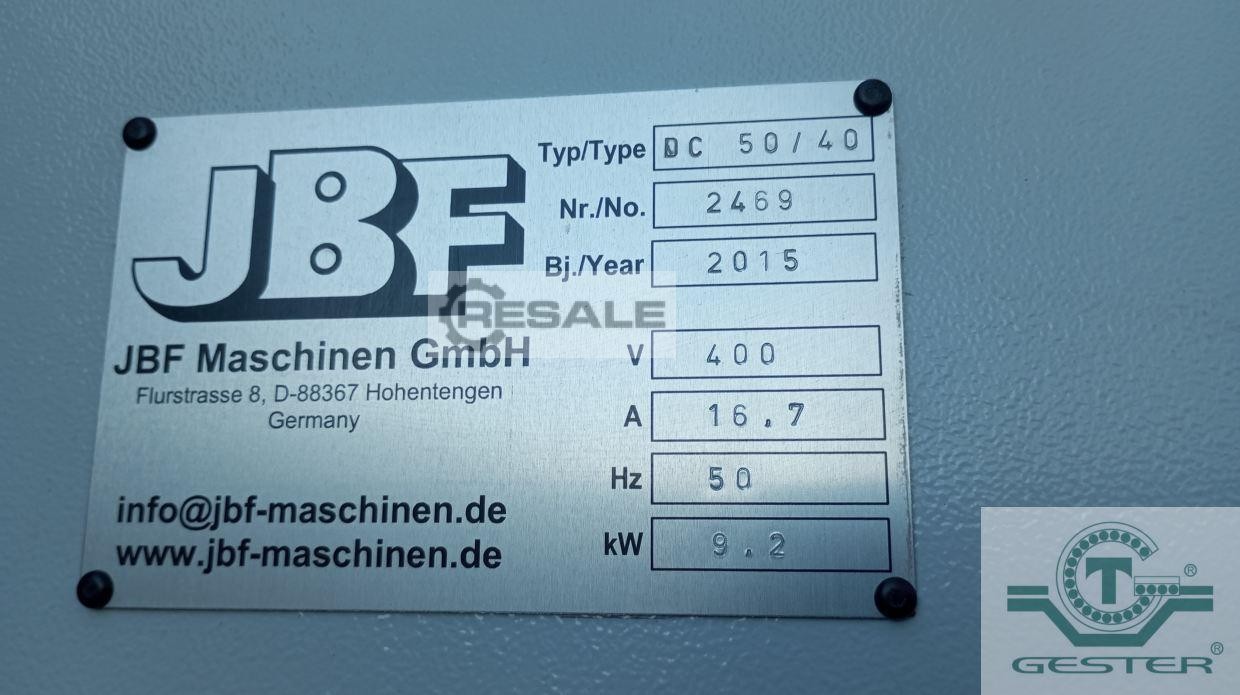 JBF
JBF Maschinen GmbH
Flurstrasse 8, D-88367 Hohentengen
Germany
info@jbf-maschinen.de
www.jbf-maschinen.de
Typ/Type DC 50/40
Nr./No. 2469
Bj./Year 2015
V 400
A 16.7
Hz 50
kW 9.2
RESALE
GT ®
GESTER®